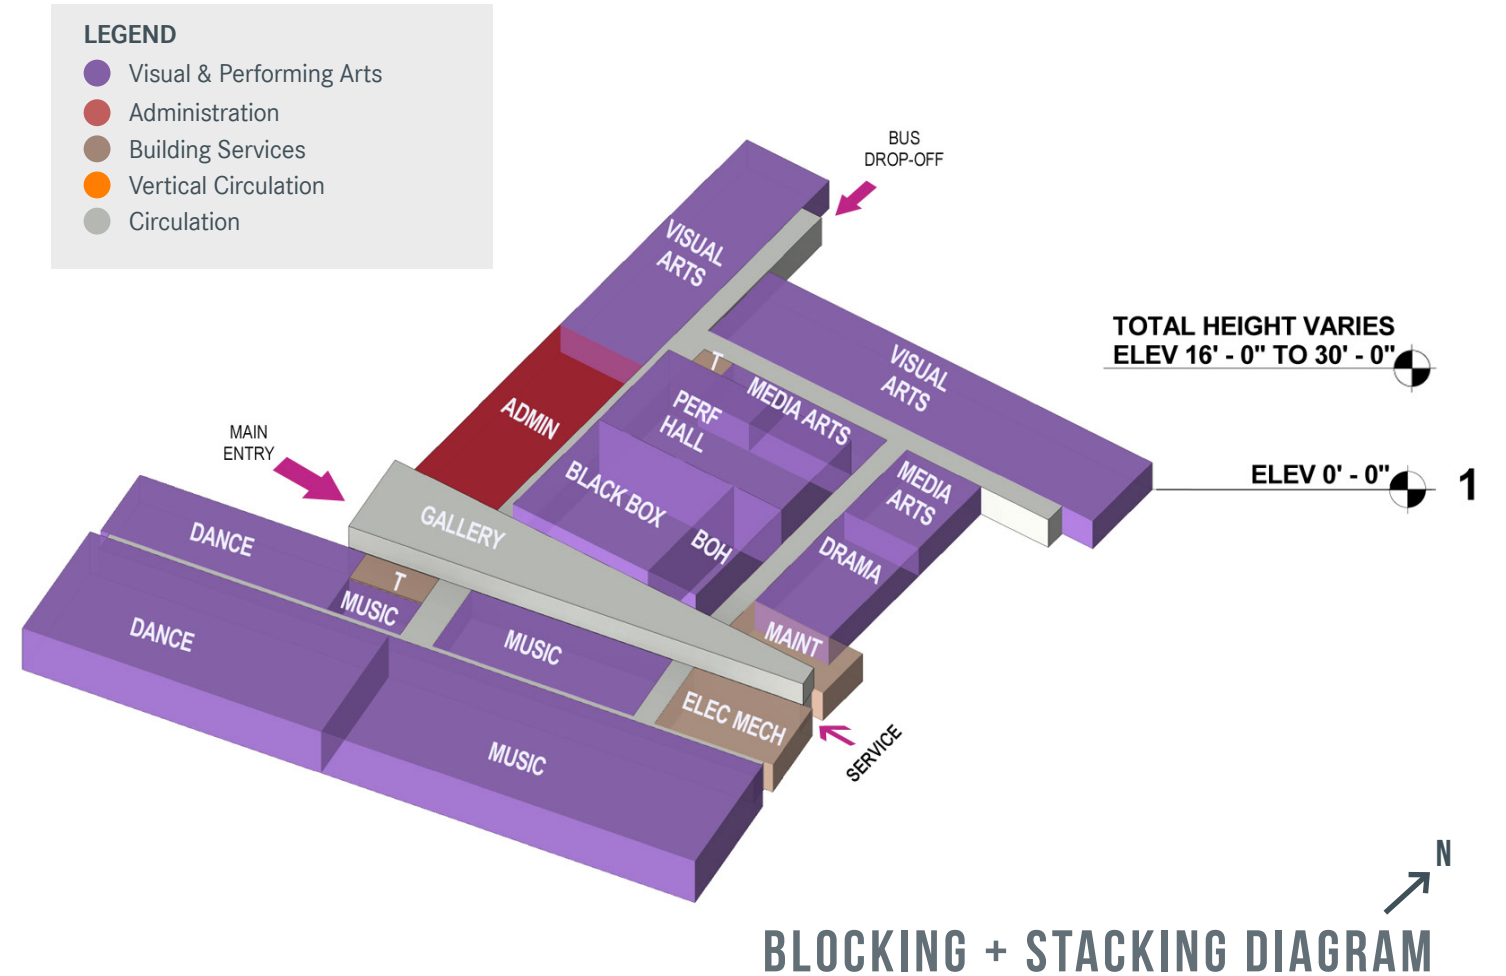 LEGEND
Visual & Performing Arts
Administration
Building Services
Vertical Circulation
Circulation
BUS
DROP-OFF
VISUAL
ARTS
TOTAL HEIGHT VARIES
ELEV 16' - 0" TO 30' - 0"
VISUAL
ARTS
T
MEDIA ARTS
PERF
HALL
ADMIN
MAIN
ENTRY
BLACK BOX
BOH
MEDIA
ARTS
ELEV 0' - 0"
1
GALLERY
DRAMA
DANCE
T
MUSIC
MAINT
DANCE
MUSIC
ELEC MECH
SERVICE
MUSIC
N
BLOCKING + STACKING DIAGRAM